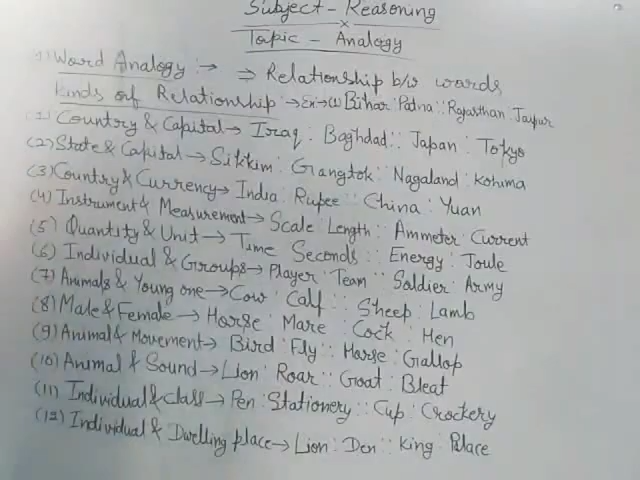 Subject - Reasoning
×
Topic - Analogy
1) Word Analogy :→ ⇒ Relationship b/w words
Kinds of Relationship → Ex → (1) Bihar : Patna :: Rajasthan : Jaipur
(1) Country & Capital → Iraq : Baghdad :: Japan : Tokyo
(2) State & Capital → Sikkim : Gangtok :: Nagaland : Kohima
(3) Country & Currency → India : Rupee :: China : Yuan
(4) Instrument & Measurement → Scale : Length :: Ammeter : Current
(5) Quantity & Unit → Time : Seconds :: Energy : Joule
(6) Individual & Groups → Player : Team :: Soldier : Army
(7) Animals & Young one → Cow : Calf :: Sheep : Lamb
(8) Male & Female → Horse : Mare :: Cock : Hen
(9) Animal & Movement → Bird : Fly :: Horse : Gallop
(10) Animal & Sound → Lion : Roar :: Goat : Bleat
(11) Individual & class → Pen : Stationery :: Cup : Crockery
(12) Individual & Dwelling place → Lion : Den :: King : Palace